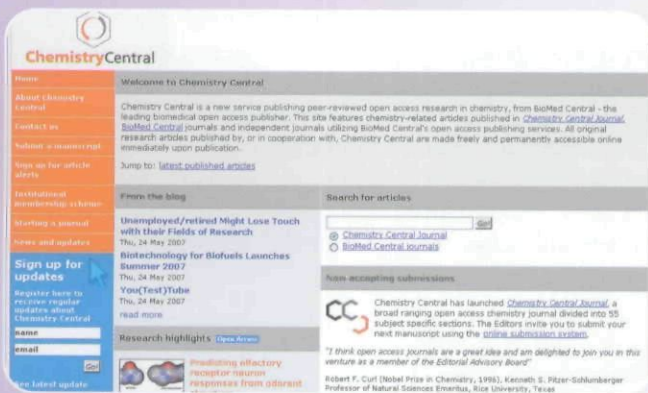 ChemistryCentral
Home
About Chemistry
Central
Contact us
Submit a manuscript
Sign up for article
alerts
Institutional
membership scheme
Starting a journal
News and updates
Sign up for
updates
Register here to
receive regular
updates about
Chemistry Central
name
email
Go!
See latest update
Welcome to Chemistry Central
Chemistry Central is a new service publishing peer-reviewed open access research in chemistry, from BioMed Central - the
leading biomedical open access publisher. This site features chemistry-related articles published in Chemistry Central Journal,
BioMed Central journals and independent journals utilizing BioMed Central's open access publishing services. All original
research articles published by, or in cooperation with, Chemistry Central are made freely and permanently accessible online
immediately upon publication.
Jump to: latest published articles
From the blog
Unemployed/retired Might Lose Touch
with their Fields of Research
Thu, 24 May 2007
Biotechnology for Biofuels Launches
Summer 2007
Thu, 24 May 2007
You(Test)Tube
Thu, 24 May 2007
read more
Research highlights Open Access
Predicting olfactory
receptor neuron
responses from odorant
Search for articles
Go!
Chemistry Central Journal
BioMed Central journals
Now accepting submissions
CC
Chemistry Central has launched Chemistry Central Journal, a
broad ranging open access chemistry journal divided into 55
subject specific sections. The Editors invite you to submit your
next manuscript using the online submission system.
"I think open access journals are a great idea and am delighted to join you in this
venture as a member of the Editorial Advisory Board"
Robert F. Curl (Nobel Prize in Chemistry, 1996), Kenneth S. Pitzer-Schlumberger
Professor of Natural Sciences Emeritus, Rice University, Texas